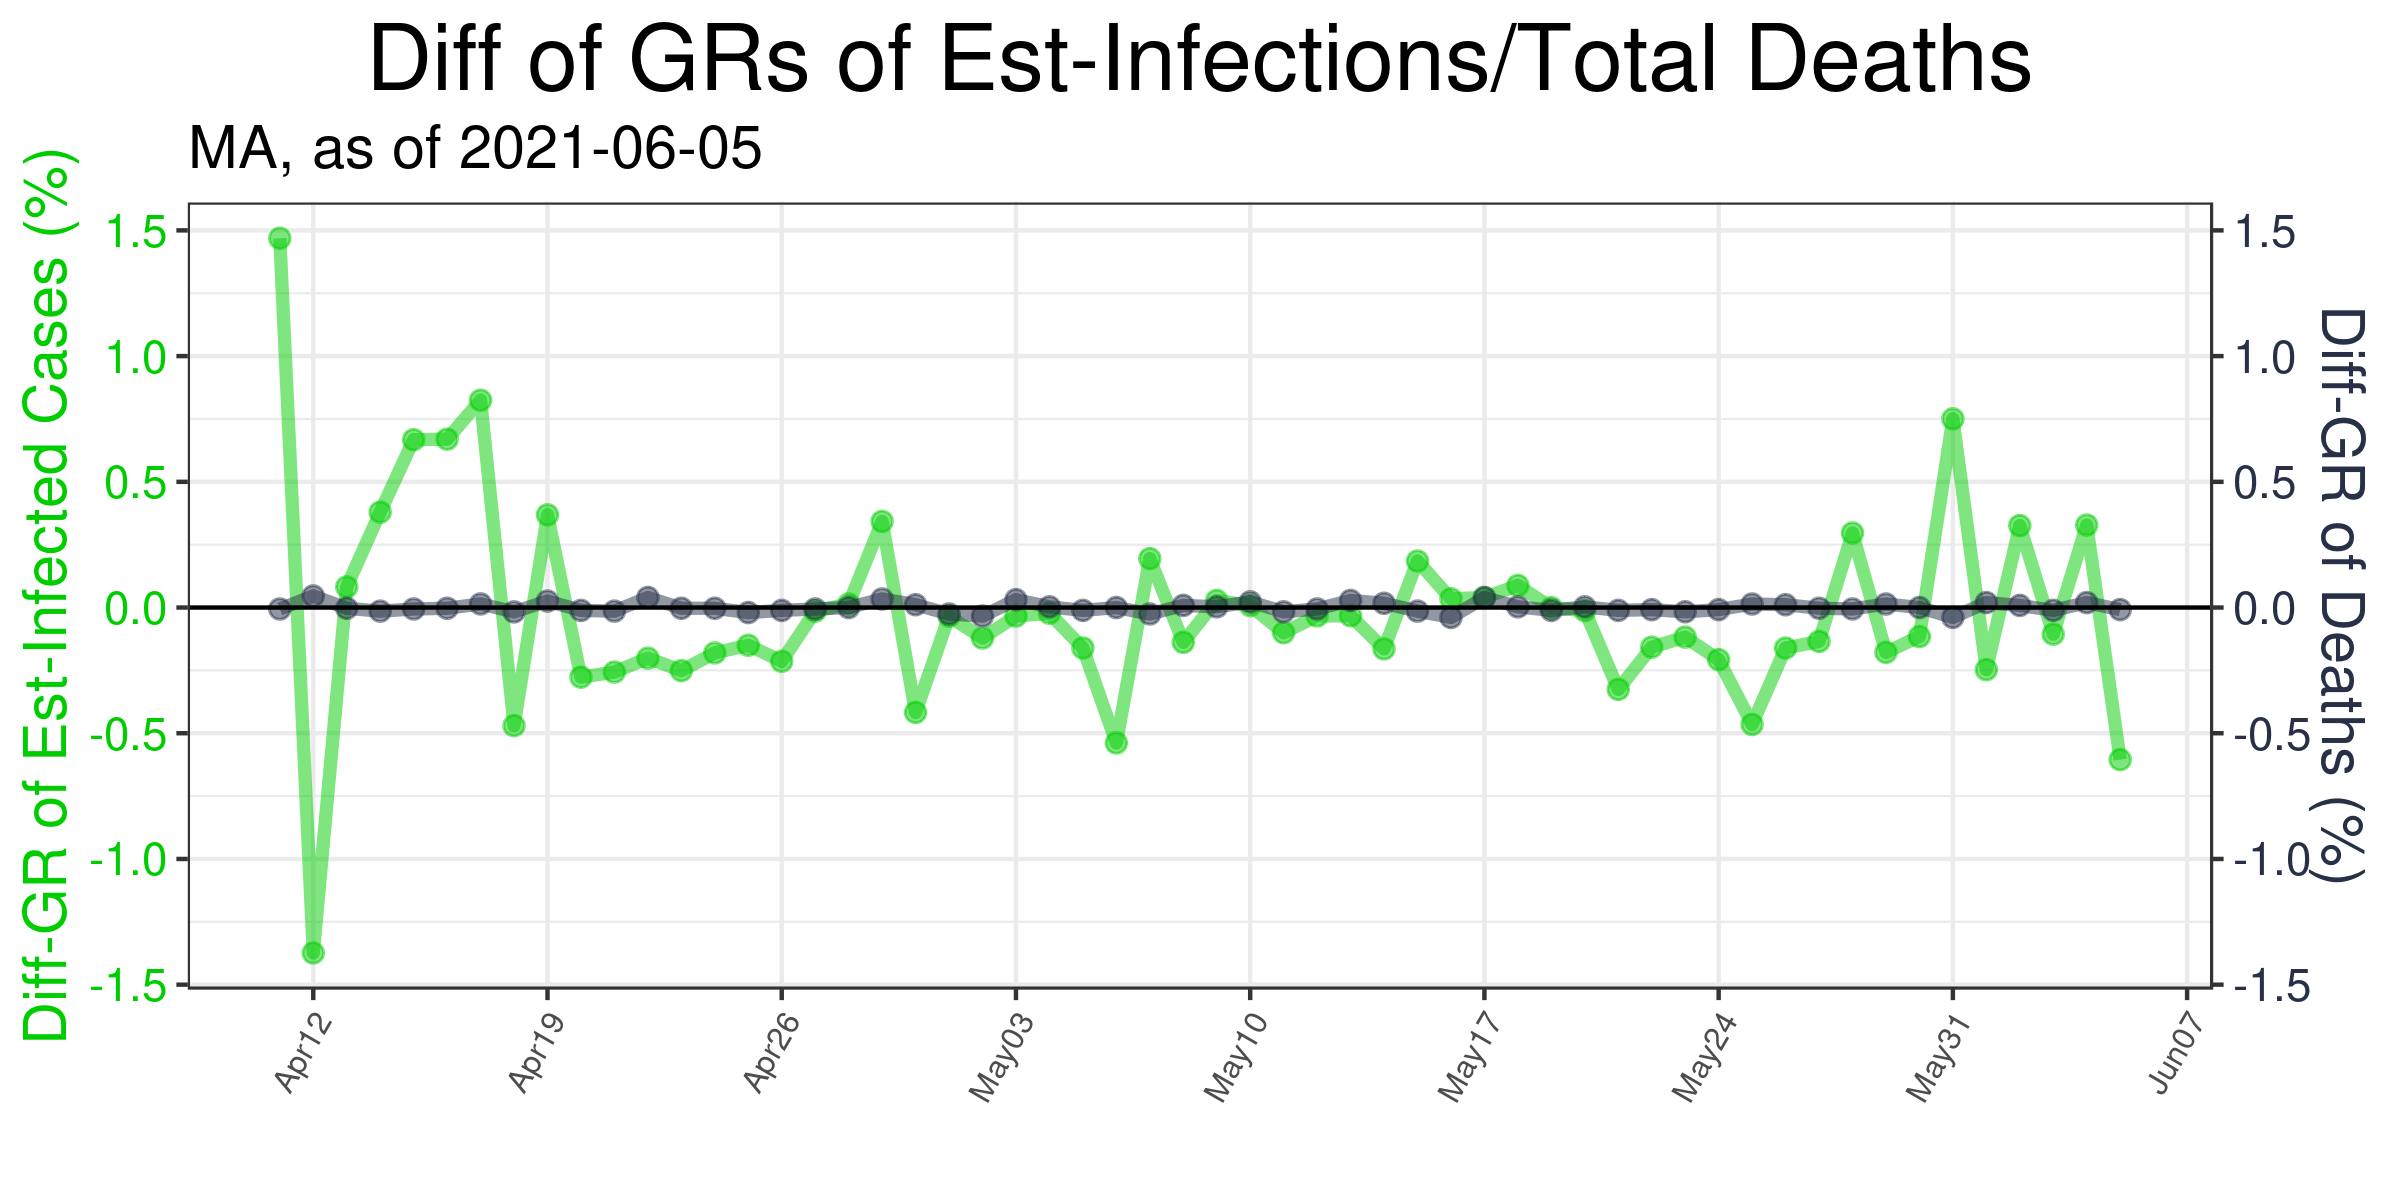 Diff of GRs of Est-Infections/Total Deaths
MA, as of 2021-06-05
Diff-GR of Est-Infected Cases (%)
1.5
1.0
0.5
0.0
-0.5
-1.0
-1.5
1.5
1.0
0.5
0.0
-0.5
-1.0
-1.5
Diff-GR of Deaths (%)
Apr12
Apr19
Apr26
May03
May10
May17
May24
May31
Jun07